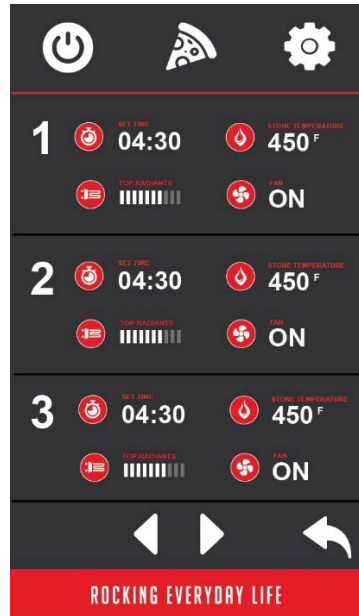 1
SET TIME
04:30
STONE TEMPERATURE
450 F
TOP RADIANTS
FAN
ON
2
SET TIME
04:30
STONE TEMPERATURE
450 F
TOP RADIANTS
FAN
ON
3
SET TIME
04:30
STONE TEMPERATURE
450 F
TOP RADIANTS
FAN
ON
ROCKING EVERYDAY LIFE